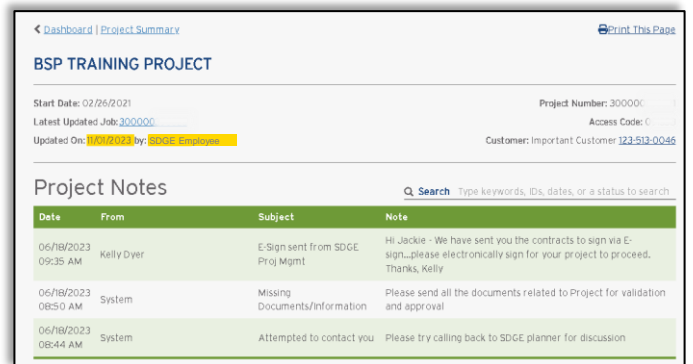 Dashboard | Project Summary Print This Page
BSP TRAINING PROJECT
Start Date: 02/26/2021 Project Number: 300000
Latest Updated Job: 300000 Access Code:
Updated On: 11/01/2023 by: SDGE Employee Customer: Important Customer 123-513-0046
Project Notes Search Type keywords, IDs, dates, or a status to search
Date From Subject Note
06/18/2023 09:35 AM Kelly Dyer E-Sign sent from SDGE Proj Mgmt Hi Jackie - We have sent you the contracts to sign via E-
sign...please electronically sign for your project to proceed.
Thanks, Kelly
06/18/2023 08:50 AM System Missing Documents/Information Please send all the documents related to Project for validation
and approval
06/18/2023 08:44 AM System Attempted to contact you Please try calling back to SDGE planner for discussion